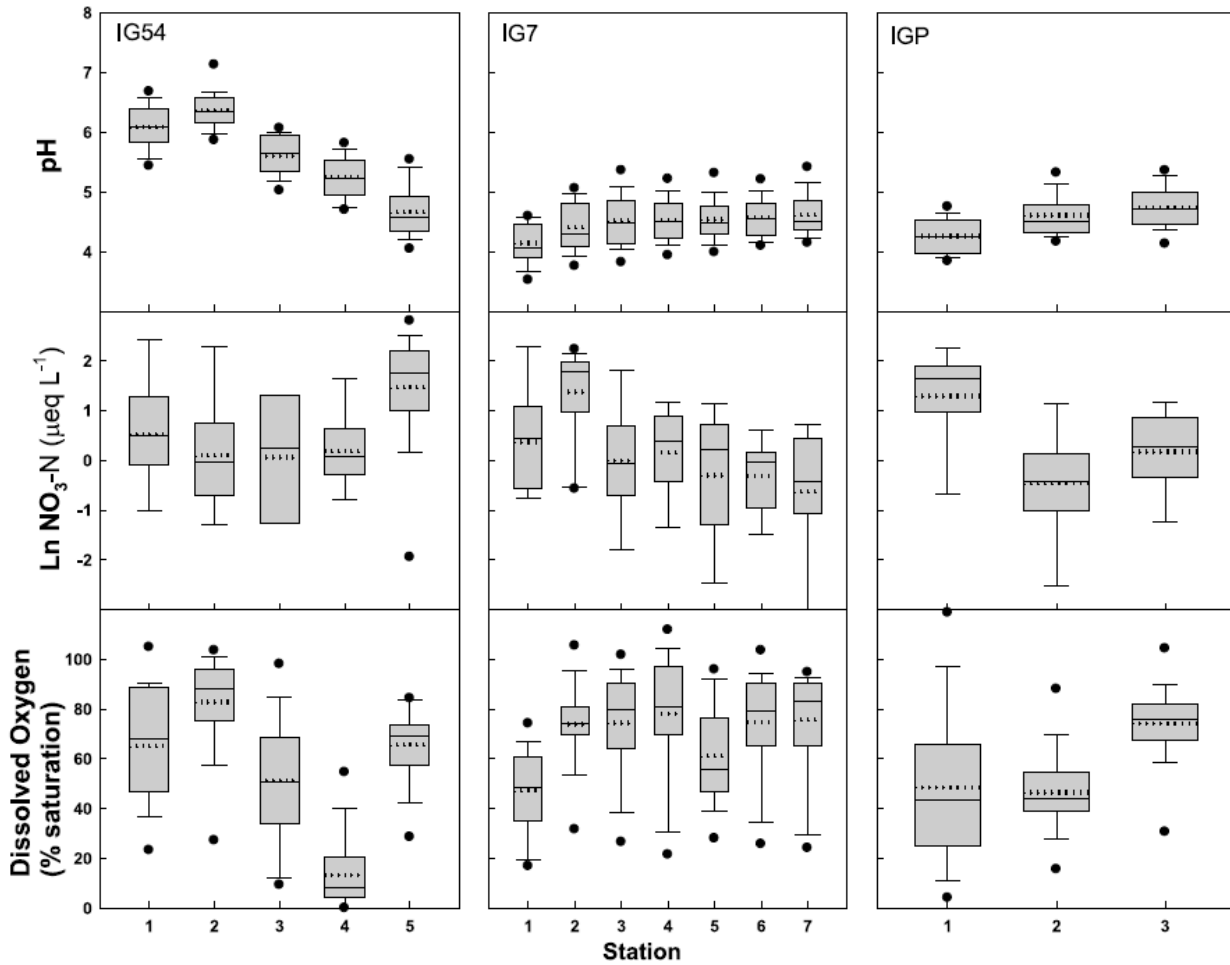 IG54
IG7
IGP
pH
8
7
6
5
4
Ln NO₃-N (µeq L⁻¹)
2
1
0
-1
-2
Dissolved Oxygen
(% saturation)
100
80
60
40
20
0
1 2 3 4 5
1 2 3 4 5 6 7
1 2 3
Station